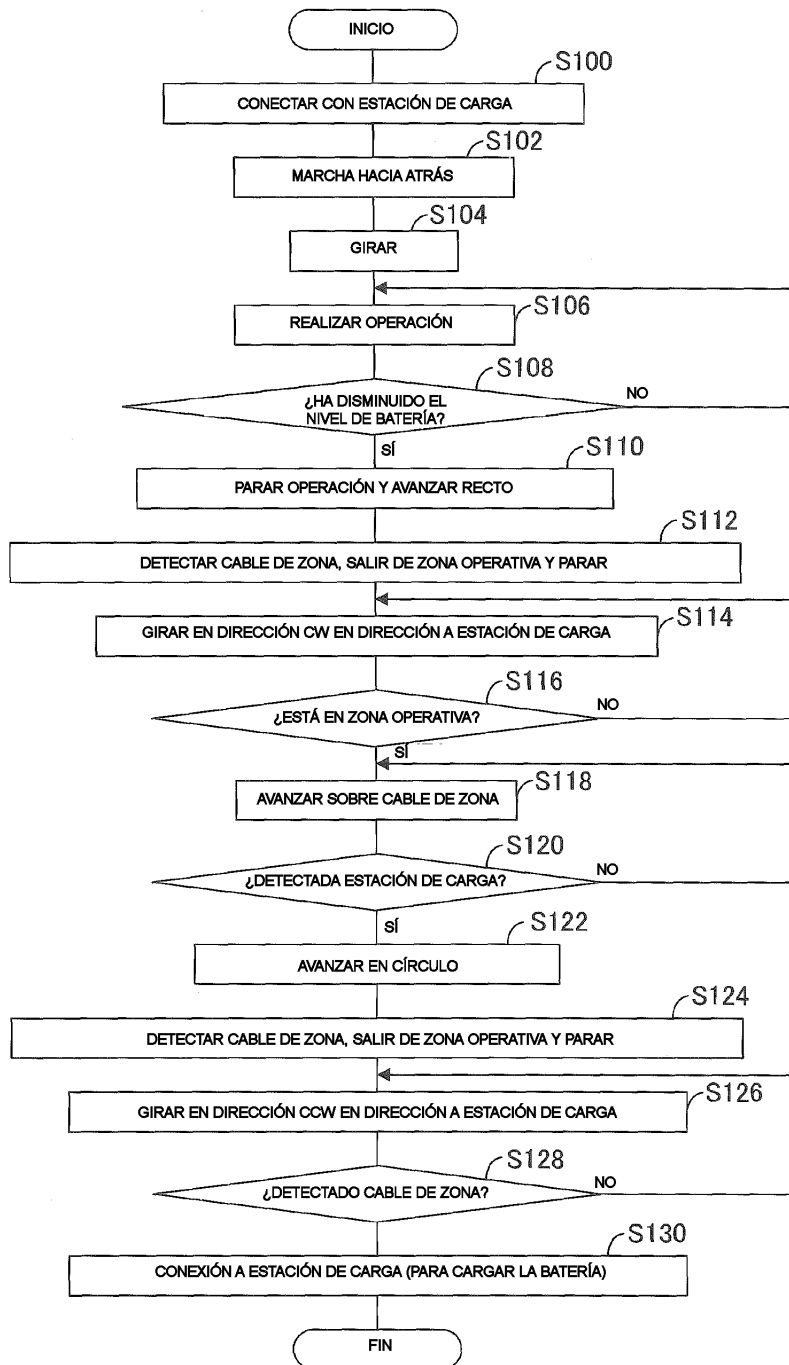 INICIO
S100
CONECTAR CON ESTACIÓN DE CARGA
S102
MARCHA HACIA ATRÁS
S104
GIRAR
S106
REALIZAR OPERACIÓN
S108
¿HA DISMINUIDO EL
NIVEL DE BATERÍA?
NO
SÍ
S110
PARAR OPERACIÓN Y AVANZAR RECTO
S112
DETECTAR CABLE DE ZONA, SALIR DE ZONA OPERATIVA Y PARAR
S114
GIRAR EN DIRECCIÓN CW EN DIRECCIÓN A ESTACIÓN DE CARGA
S116
¿ESTÁ EN ZONA OPERATIVA?
NO
SÍ
S118
AVANZAR SOBRE CABLE DE ZONA
S120
¿DETECTADA ESTACIÓN DE CARGA?
NO
SÍ
S122
AVANZAR EN CÍRCULO
S124
DETECTAR CABLE DE ZONA, SALIR DE ZONA OPERATIVA Y PARAR
S126
GIRAR EN DIRECCIÓN CCW EN DIRECCIÓN A ESTACIÓN DE CARGA
S128
¿DETECTADO CABLE DE ZONA?
NO
S130
CONEXIÓN A ESTACIÓN DE CARGA (PARA CARGAR LA BATERÍA)
FIN